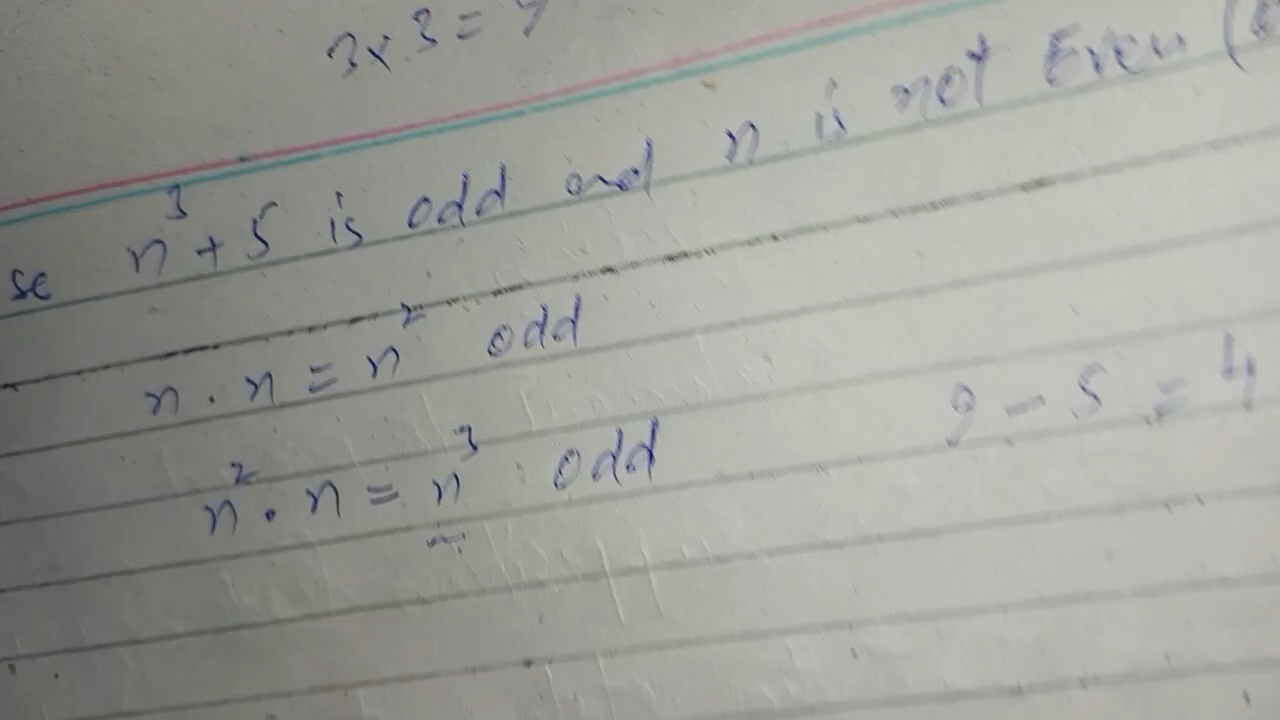 3 × 3 =
se n³ + 5 is odd and n is not Even (
n . n = n² odd
n² . n = n³ odd
9 - 5 = 4